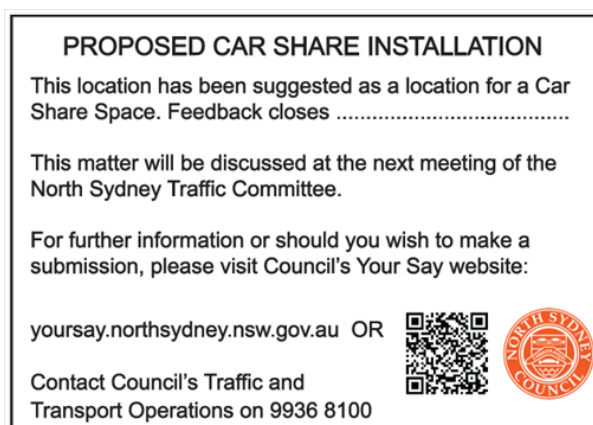 PROPOSED CAR SHARE INSTALLATION
This location has been suggested as a location for a Car
Share Space. Feedback closes .......................................
This matter will be discussed at the next meeting of the
North Sydney Traffic Committee.
For further information or should you wish to make a
submission, please visit Council's Your Say website:
yoursay.northsydney.nsw.gov.au OR
NORTH SYDNEY
COUNCIL
Contact Council's Traffic and
Transport Operations on 9936 8100